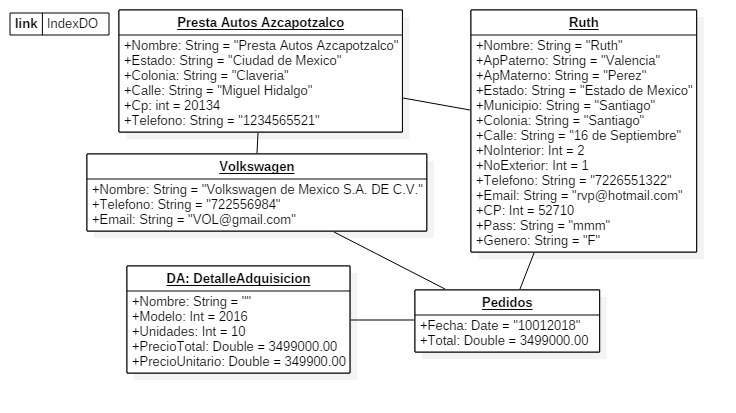 link IndexDO
Presta Autos Azcapotzalco
+Nombre: String = "Presta Autos Azcapotzalco"
+Estado: String = "Ciudad de Mexico"
+Colonia: String = "Claveria"
+Calle: String = "Miguel Hidalgo"
+Cp: int = 20134
+Telefono: String = "1234565521"
Ruth
+Nombre: String = "Ruth"
+ApPaterno: String = "Valencia"
+ApMaterno: String = "Perez"
+Estado: String = "Estado de Mexico"
+Municipio: String = "Santiago"
+Colonia: String = "Santiago"
+Calle: String = "16 de Septiembre"
+NoInterior: Int = 2
+NoExterior: Int = 1
+Telefono: String = "7226551322"
+Email: String = "rvp@hotmail.com"
+CP: Int = 52710
+Pass: String = "mmm"
+Genero: String = "F"
Volkswagen
+Nombre: String = "Volkswagen de Mexico S.A. DE C.V."
+Telefono: String = "722556984"
+Email: String = "VOL@gmail.com"
DA: DetalleAdquisicion
+Nombre: String = ""
+Modelo: Int = 2016
+Unidades: Int = 10
+PrecioTotal: Double = 3499000.00
+PrecioUnitario: Double = 349900.00
Pedidos
+Fecha: Date = "10012018"
+Total: Double = 3499000.00